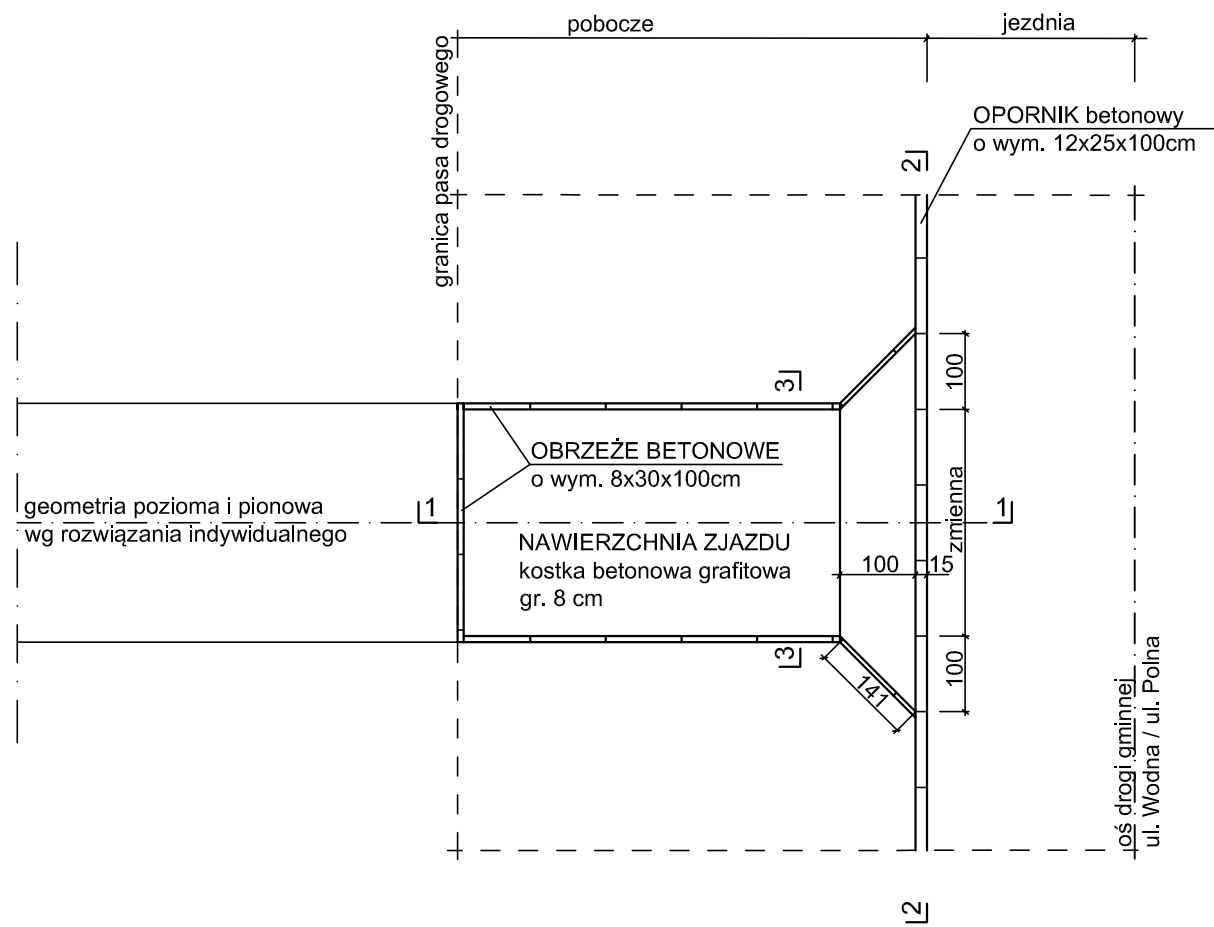 pobocze
jezdnia
granica pasa drogowego
OPORNIK betonowy
o wym. 12x25x100cm
2
3
100
OBRZEŻE BETONOWE
o wym. 8x30x100cm
geometria pozioma i pionowa
wg rozwiązania indywidualnego
1
1
zmienna
NAWIERZCHNIA ZJAZDU
kostka betonowa grafitowa
gr. 8 cm
100
15
3
141
100
oś drogi gminnej
ul. Wodna / ul. Polna
2